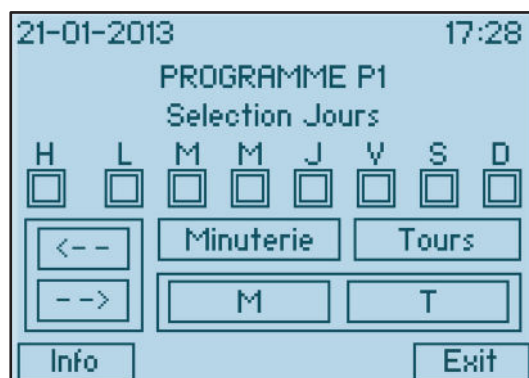 21-01-2013 17:28
PROGRAMME P1
Selection Jours
H L M M J V S D
<-- Minuterie Tours
--> M T
Info Exit